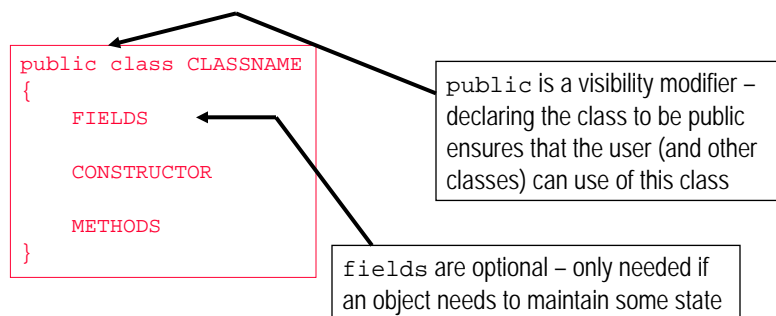 public class CLASSNAME
{
FIELDS
CONSTRUCTOR
METHODS
}
public is a visibility modifier –
declaring the class to be public
ensures that the user (and other
classes) can use of this class
fields are optional – only needed if
an object needs to maintain some state